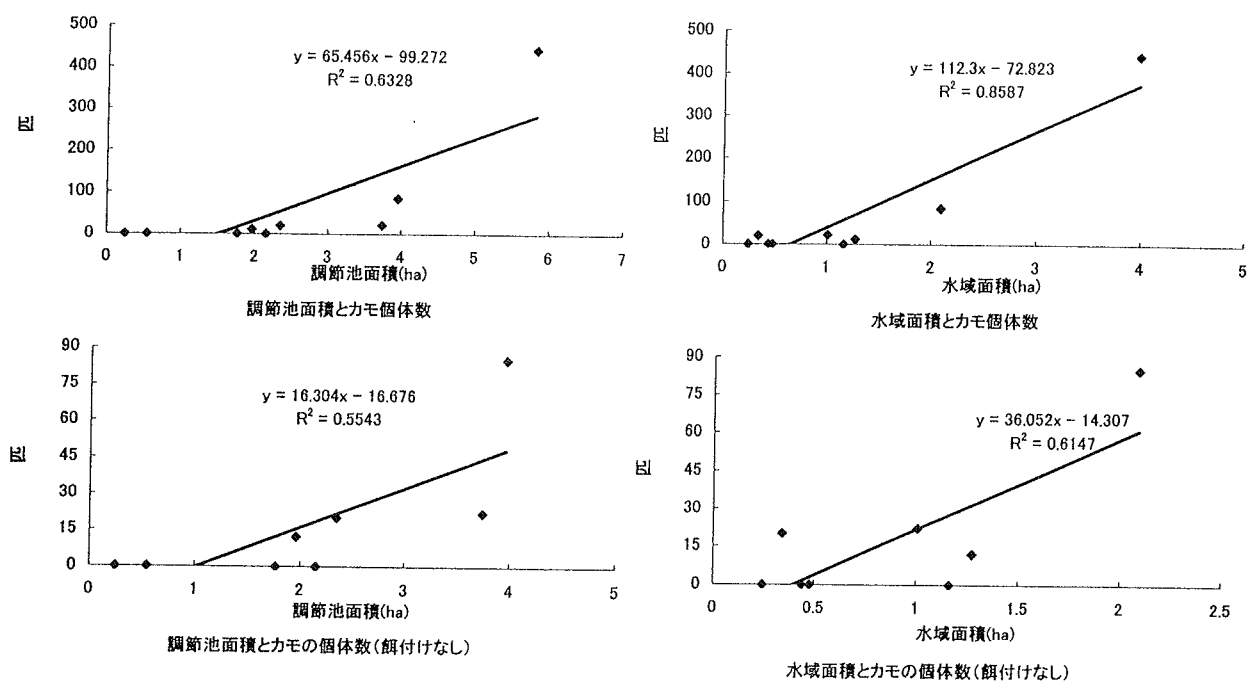 500
400
300
200
100
0
匹
y = 65.456x − 99.272
R² = 0.6328
0 1 2 3 4 5 6 7
調節池面積(ha)
調節池面積とカモ個体数
500
400
300
200
100
0
匹
y = 112.3x − 72.823
R² = 0.8587
0 1 2 3 4 5
水域面積(ha)
水域面積とカモ個体数
90
75
60
45
30
15
0
匹
y = 16.304x − 16.676
R² = 0.5543
0 1 2 3 4 5
調節池面積(ha)
調節池面積とカモの個体数(餌付けなし)
90
75
60
45
30
15
0
匹
y = 36.052x − 14.307
R² = 0.6147
0 0.5 1 1.5 2 2.5
水域面積(ha)
水域面積とカモの個体数(餌付けなし)